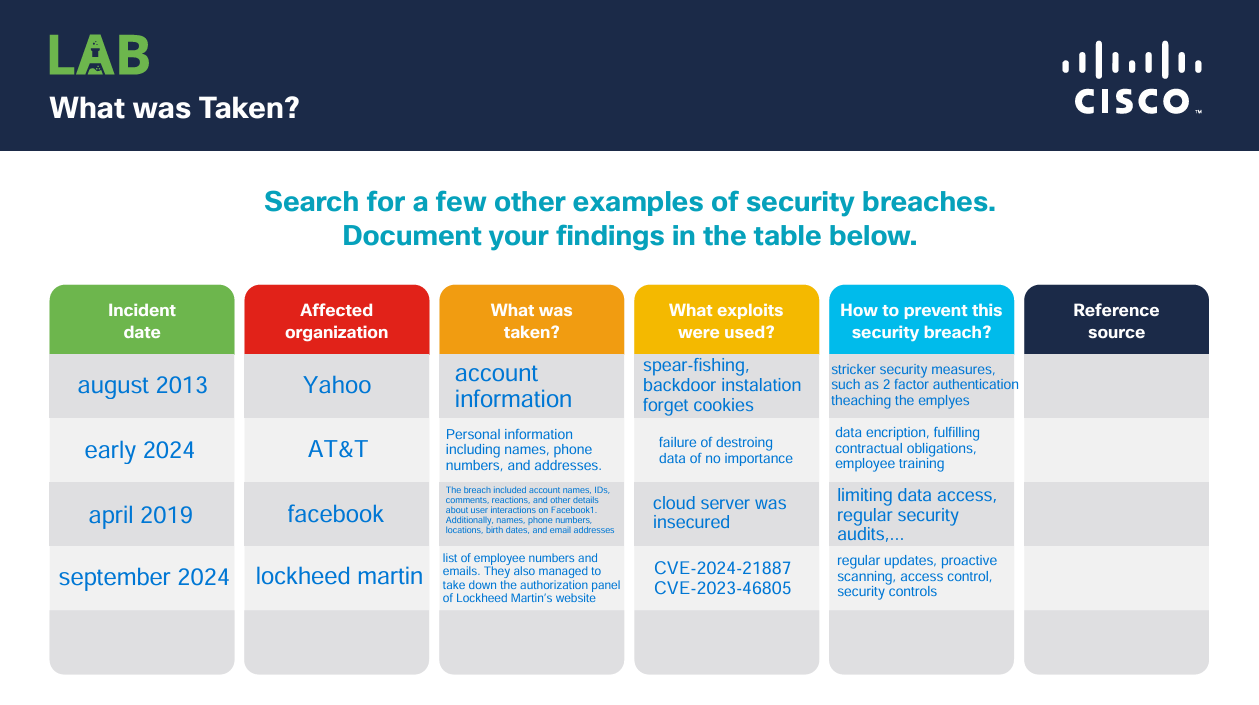 LAB
What was Taken?
CISCO™
Search for a few other examples of security breaches.
Document your findings in the table below.
Incident
date
Affected
organization
What was
taken?
What exploits
were used?
How to prevent this
security breach?
Reference
source
august 2013
Yahoo
account
information
spear-fishing,
backdoor instalation
forget cookies
stricker security measures,
such as 2 factor authentication
theaching the emplyes
early 2024
AT&T
Personal information
including names, phone
numbers, and addresses.
failure of destroing
data of no importance
data encription, fulfilling
contractual obligations,
employee training
april 2019
facebook
The breach included account names, IDs,
comments, reactions, and other details
about user interactions on Facebook1.
Additionally, names, phone numbers,
locations, birth dates, and email addresses
cloud server was
insecured
limiting data access,
regular security
audits,...
september 2024
lockheed martin
list of employee numbers and
emails. They also managed to
take down the authorization panel
of Lockheed Martin’s website
CVE-2024-21887
CVE-2023-46805
regular updates, proactive
scanning, access control,
security controls